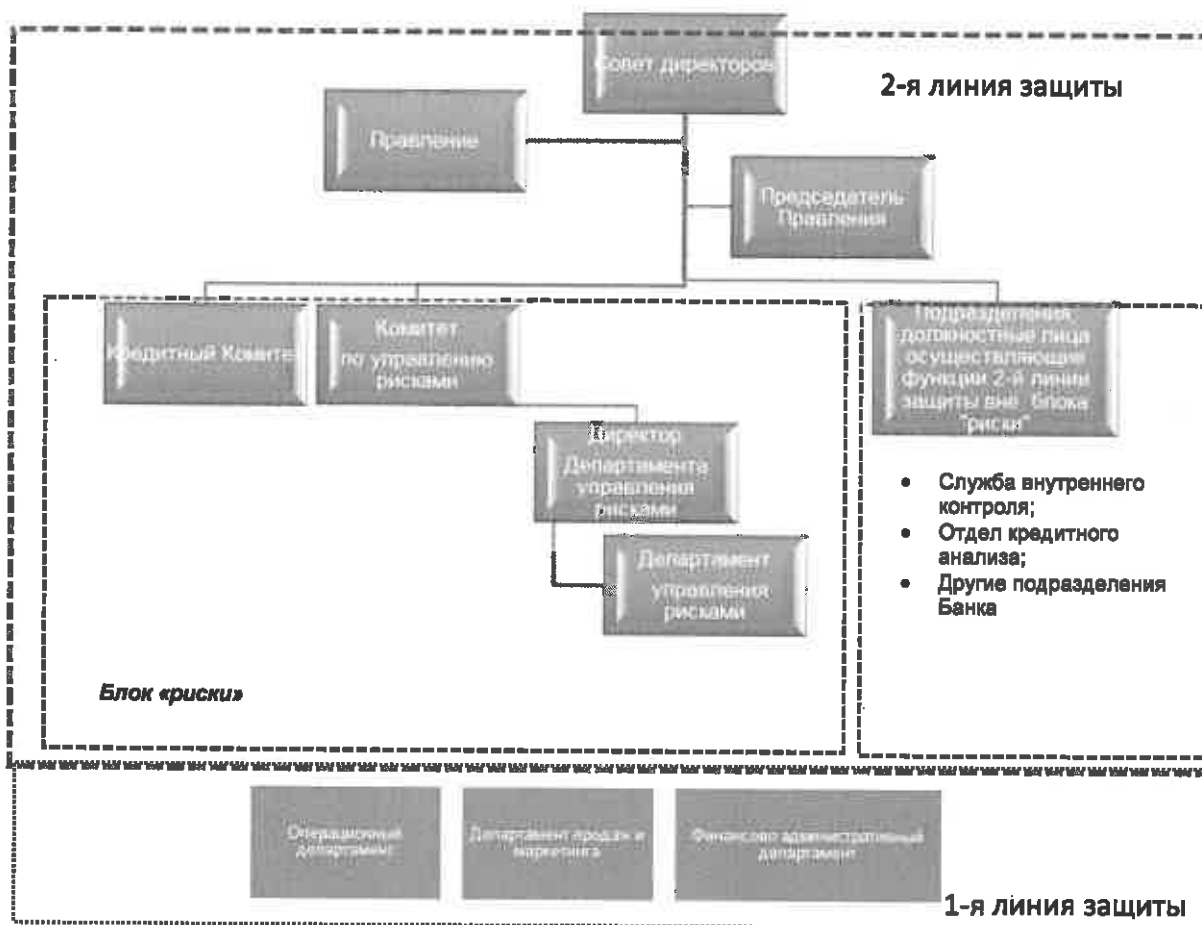 Совет директоров
2-я линия защиты
Правление
Председатель
Правления
Кредитный Комите
Комитет
по управлению
рисками
Подразделения,
должностные лица
осуществляющие
функции 2-й линии
защиты вне блока
"риски"
Директор
Департамента
управления
рисками
Департамент
управления
рисками
• Служба внутреннего
контроля;
• Отдел кредитного
анализа;
• Другие подразделения
Банка
Блок «риски»
Операционный
департамент
Департамент продаж и
маркетинга
Финансово административный
департамент
1-я линия защиты